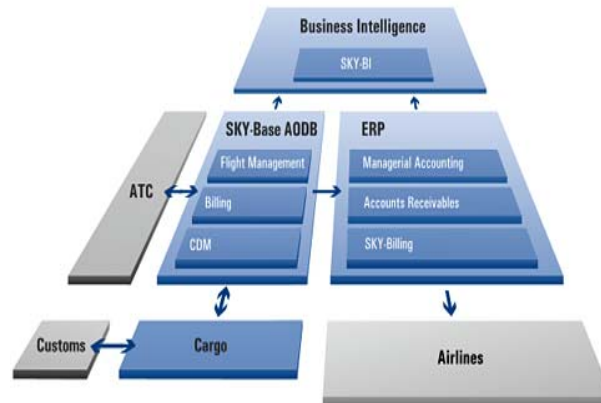 Business Intelligence
SKY-BI
SKY-Base AODB
Flight Management
Billing
CDM
ERP
Managerial Accounting
Accounts Receivables
SKY-Billing
ATC
Customs
Cargo
Airlines